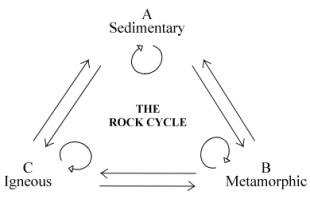 A
Sedimentary
THE
ROCK CYCLE
C
Igneous
B
Metamorphic